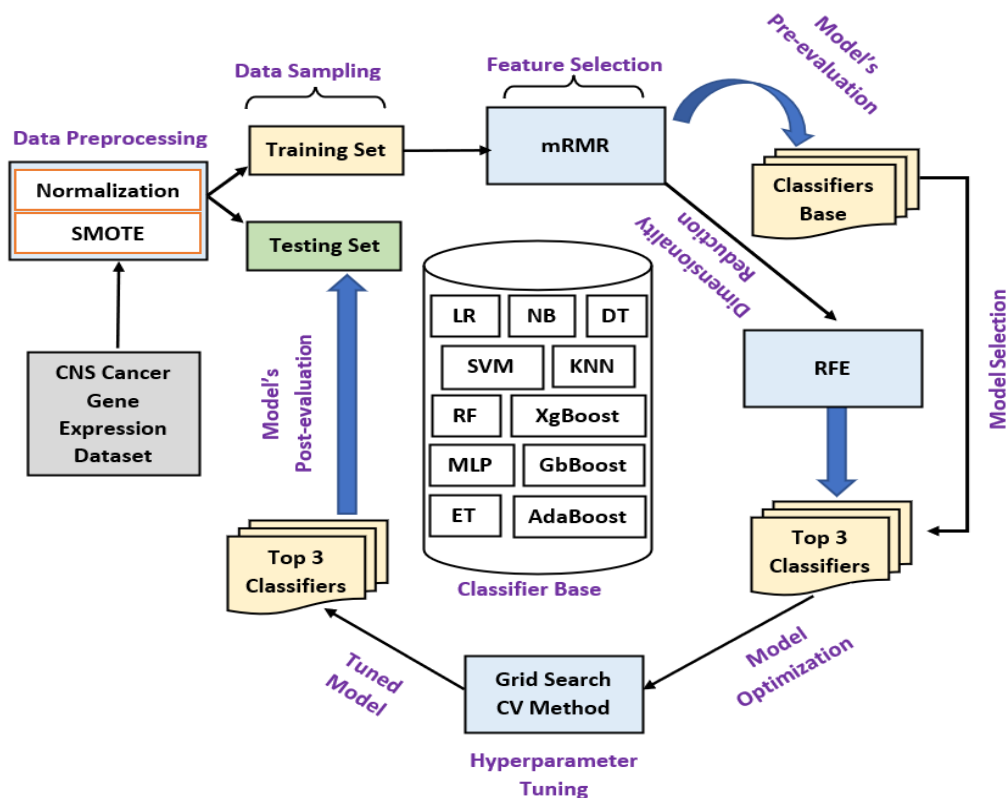 Data Preprocessing
Normalization
SMOTE
CNS Cancer
Gene
Expression
Dataset
Data Sampling
Training Set
Testing Set
Feature Selection
mRMR
Model's
Pre-evaluation
Classifiers
Base
Dimensionality
Reduction
RFE
Model Selection
Top 3
Classifiers
Model
Optimization
Grid Search
CV Method
Hyperparameter
Tuning
Tuned
Model
Top 3
Classifiers
Model's
Post-evaluation
LR NB DT
SVM KNN
RF XgBoost
MLP GbBoost
ET AdaBoost
Classifier Base